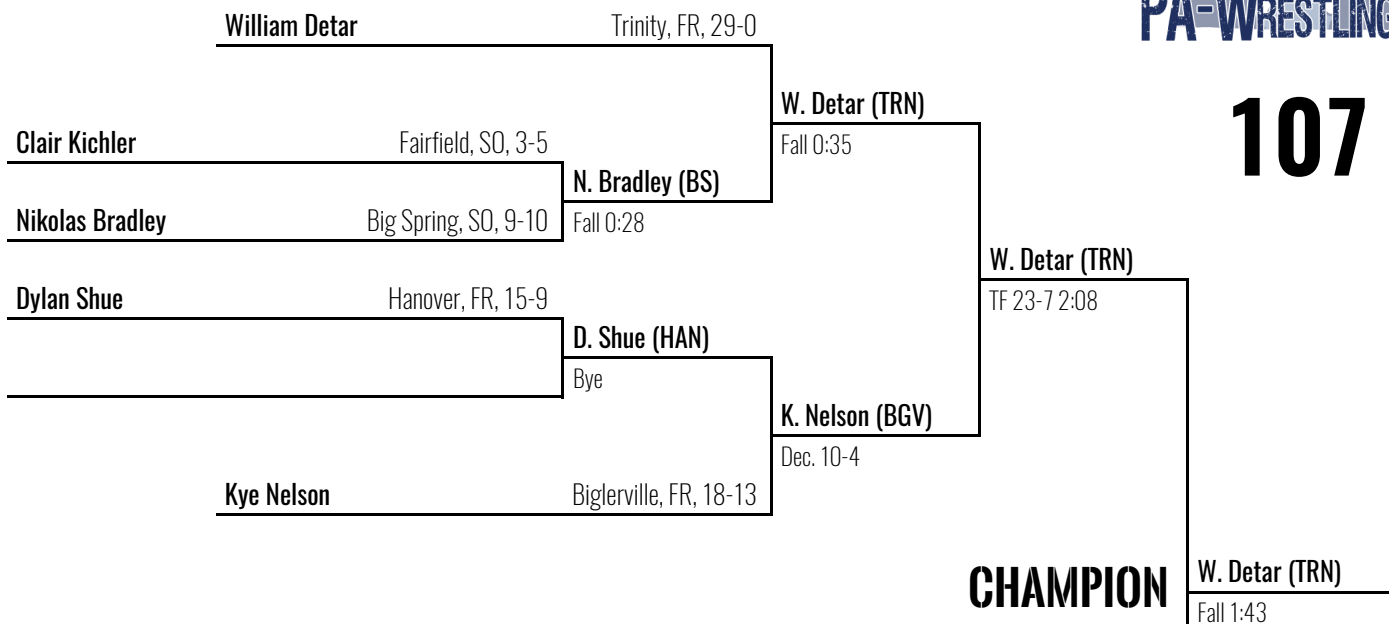 William Detar Trinity, FR, 29-0
PA-WRESTLING
W. Detar (TRN)
107
Clair Kichler Fairfield, SO, 3-5
Fall 0:35
N. Bradley (BS)
Nikolas Bradley Big Spring, SO, 9-10
Fall 0:28
W. Detar (TRN)
Dylan Shue Hanover, FR, 15-9
TF 23-7 2:08
D. Shue (HAN)
Bye
K. Nelson (BGV)
Dec. 10-4
Kye Nelson Biglerville, FR, 18-13
CHAMPION
W. Detar (TRN)
Fall 1:43